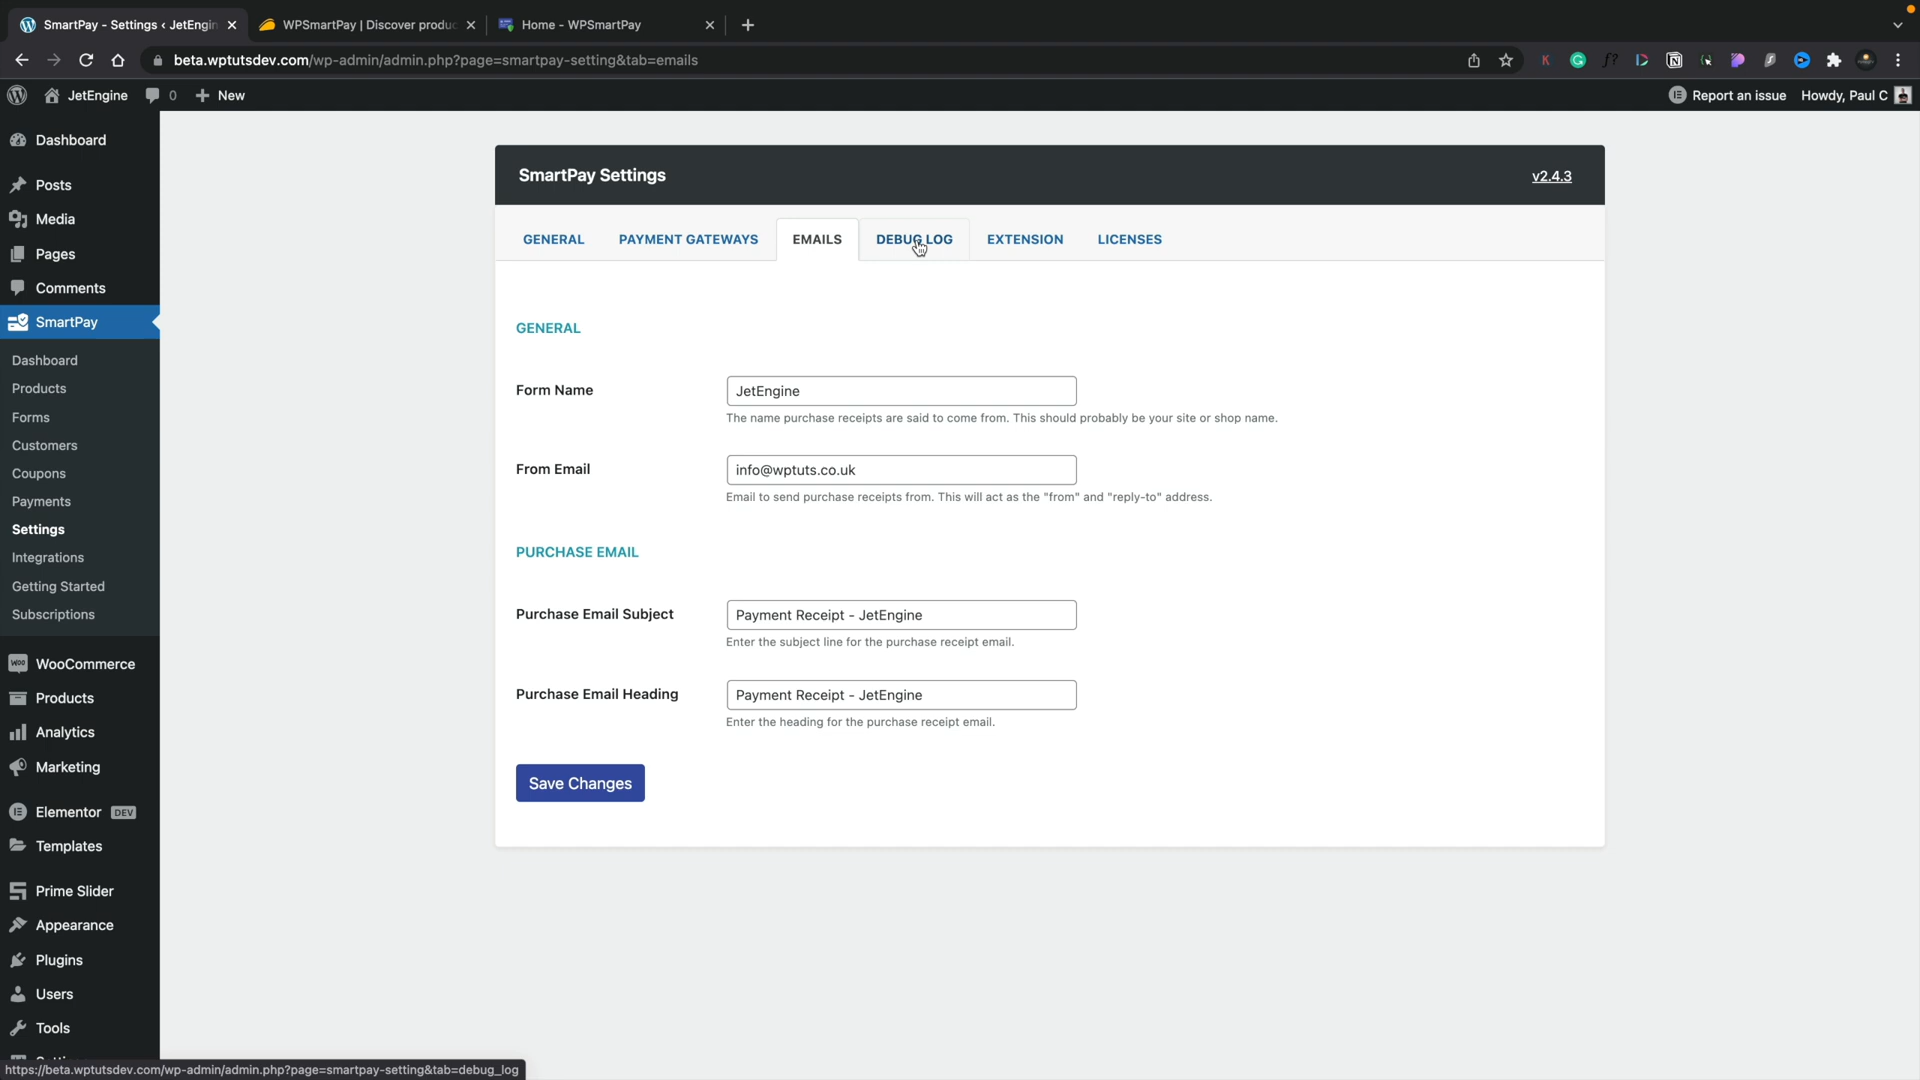 SmartPay - Settings ‹ JetEngin
WPSmartPay | Discover produc
Home - WPSmartPay
beta.wptutsdev.com/wp-admin/admin.php?page=smartpay-setting&tab=emails
JetEngine
0
New
Report an issue
Howdy, Paul C
Dashboard
Posts
Media
Pages
Comments
SmartPay
Dashboard
Products
Forms
Customers
Coupons
Payments
Settings
Integrations
Getting Started
Subscriptions
WooCommerce
Products
Analytics
Marketing
Elementor DEV
Templates
Prime Slider
Appearance
Plugins
Users
Tools
SmartPay Settings
v2.4.3
GENERAL
PAYMENT GATEWAYS
EMAILS
DEBUG LOG
EXTENSION
LICENSES
GENERAL
Form Name
JetEngine
The name purchase receipts are said to come from. This should probably be your site or shop name.
From Email
info@wptuts.co.uk
Email to send purchase receipts from. This will act as the "from" and "reply-to" address.
PURCHASE EMAIL
Purchase Email Subject
Payment Receipt - JetEngine
Enter the subject line for the purchase receipt email.
Purchase Email Heading
Payment Receipt - JetEngine
Enter the heading for the purchase receipt email.
Save Changes
https://beta.wptutsdev.com/wp-admin/admin.php?page=smartpay-setting&tab=debug_log